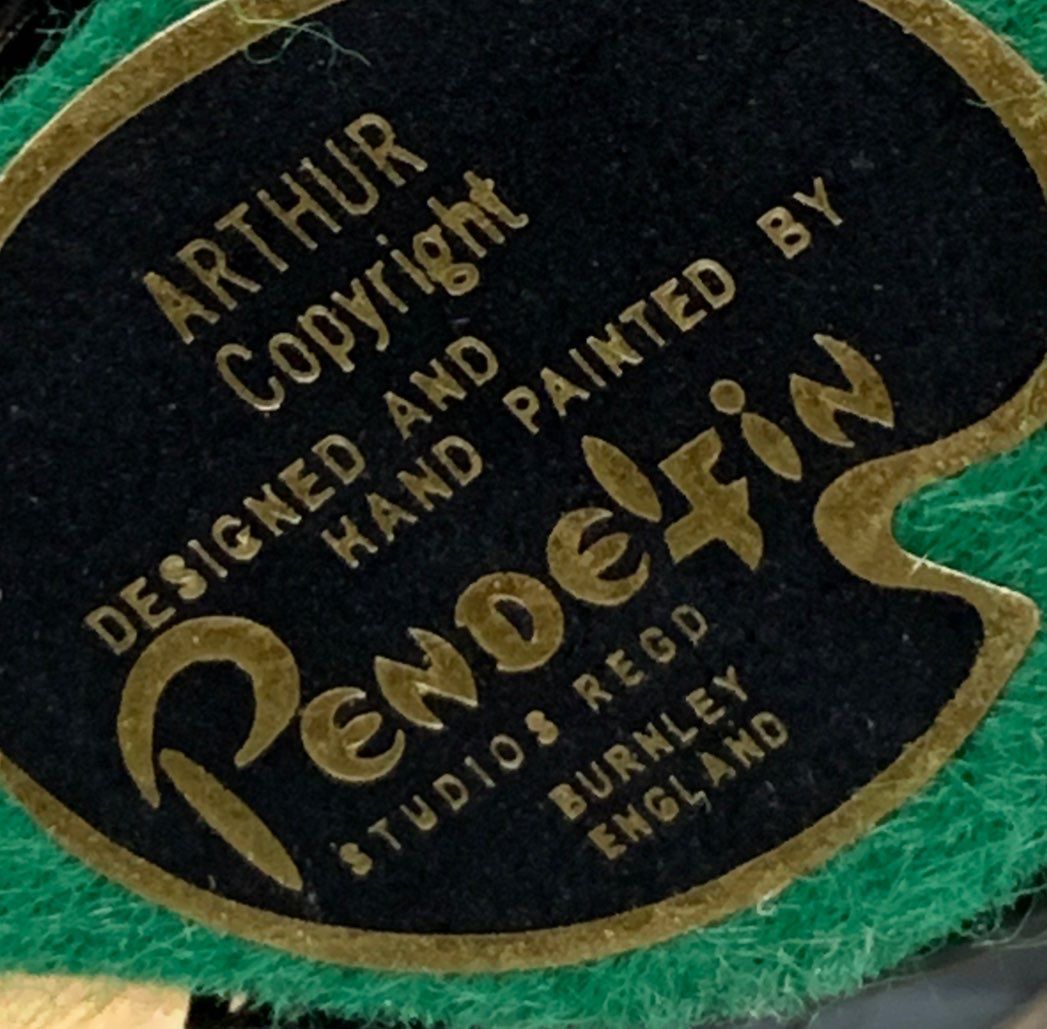 ARTHUR
Copyright
DESIGNED AND
HAND PAINTED BY
PENDELFIN
STUDIOS REGD
BURNLEY
ENGLAND